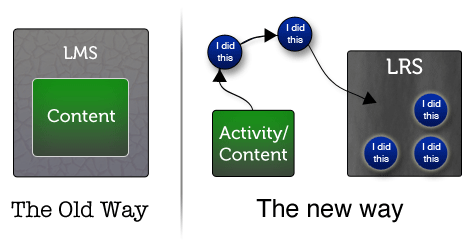 LMS
Content
The Old Way
I did
this
I did
this
Activity/
Content
LRS
I did
this
I did
this
I did
this
The new way